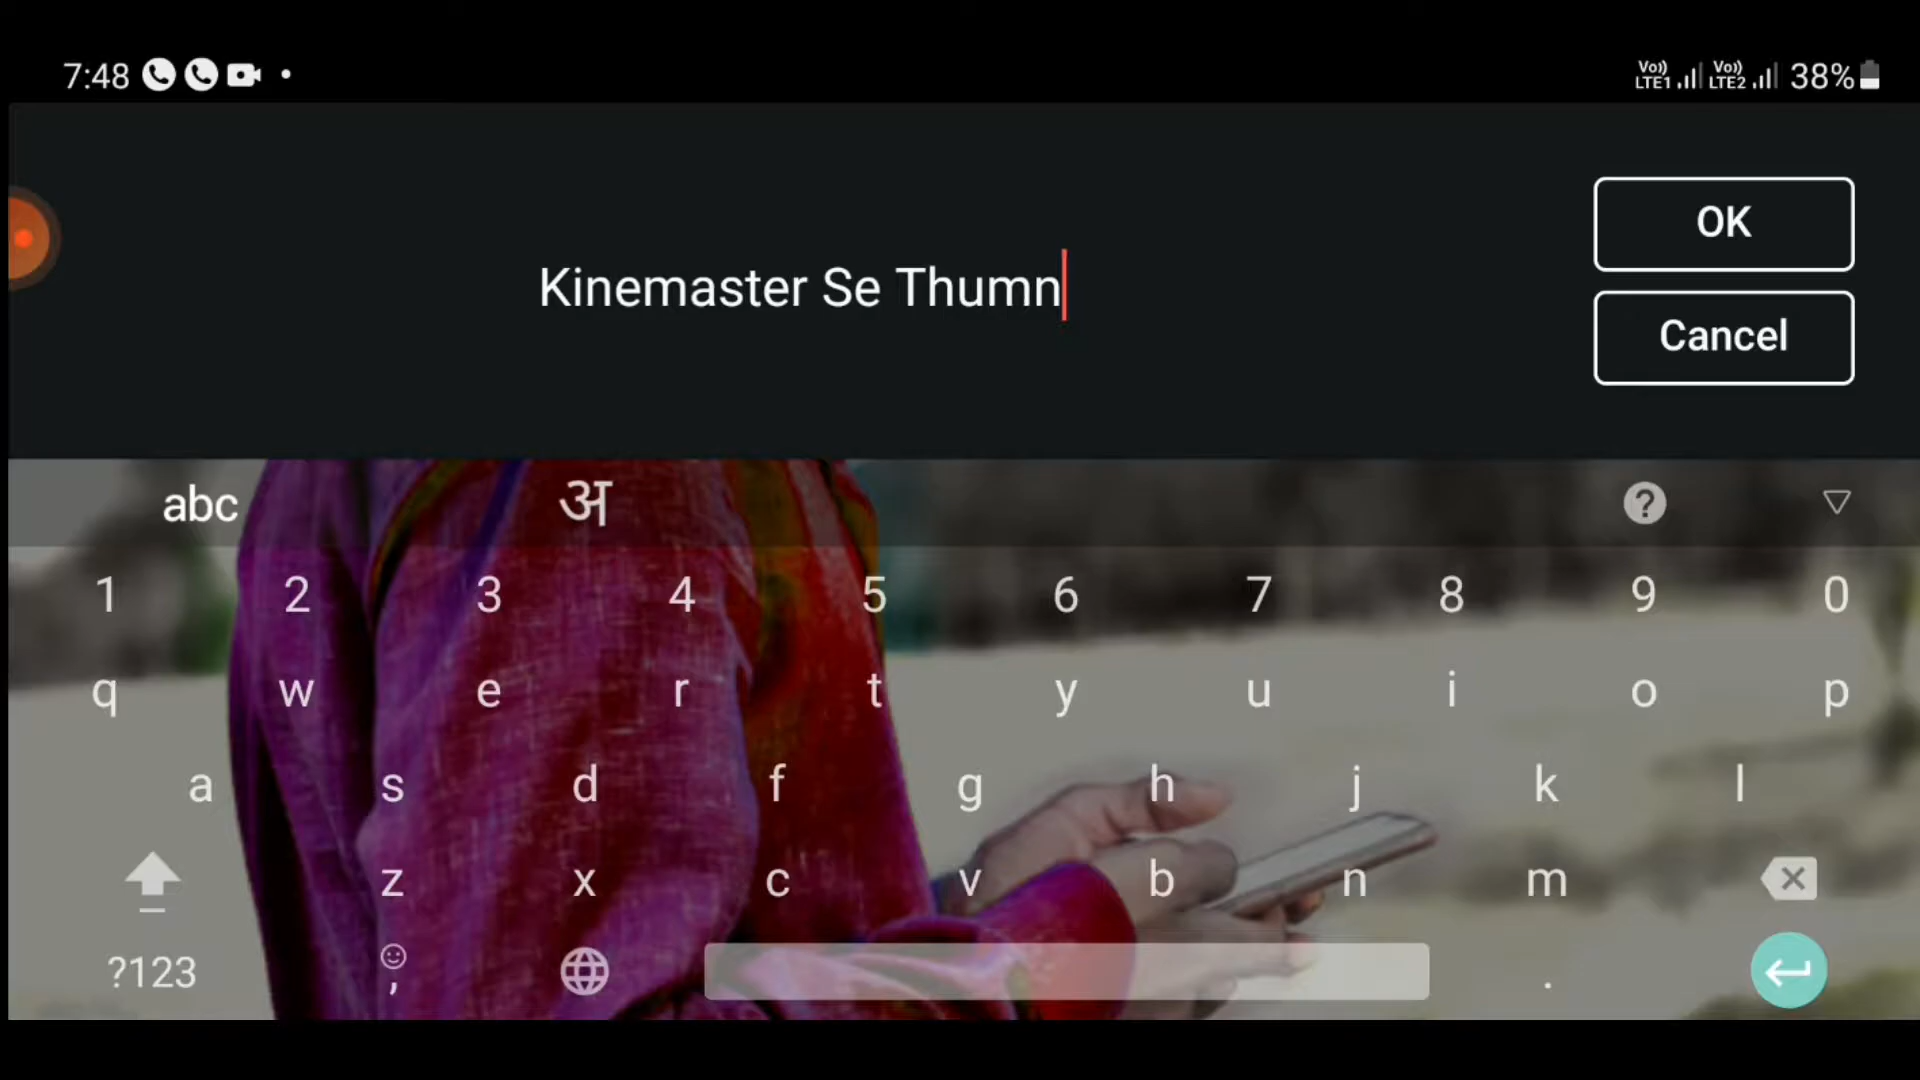 7:48 Vo)) LTE1 Vo)) LTE2 38%
OK
Kinemaster Se Thumn
Cancel
abc अ ?
1 2 3 4 5 6 7 8 9 0
q w e r t y u i o p
a s d f g h j k l
z x c v b n m
?123 , .